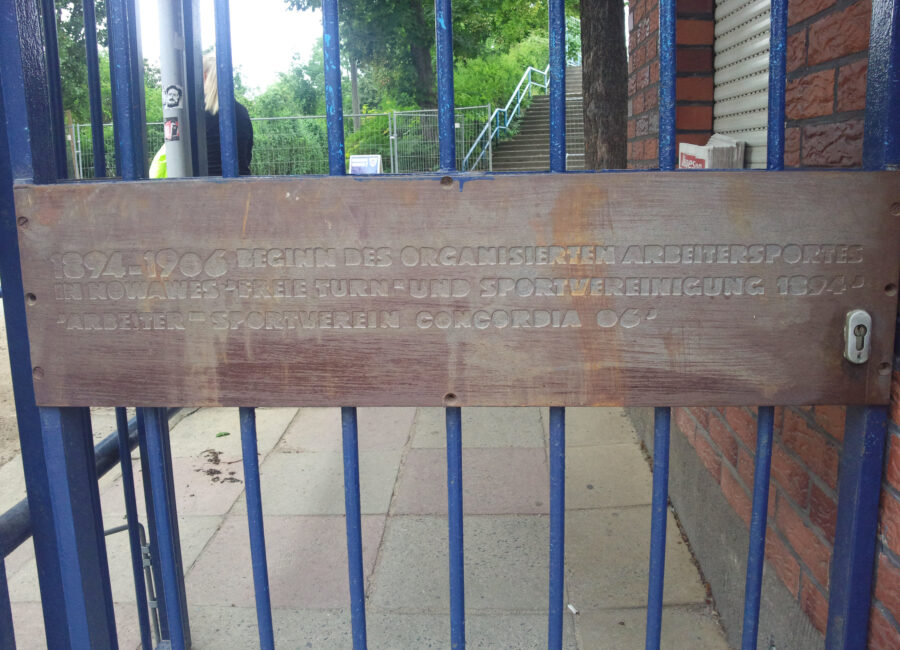 1894-1906 BEGINN DES ORGANISIERTEN ARBEITERSPORTES
IN NOWAWES "FREIE TURN- UND SPORTVEREINIGUNG 1894"
"ARBEITER - SPORTVEREIN CONCORDIA 06"